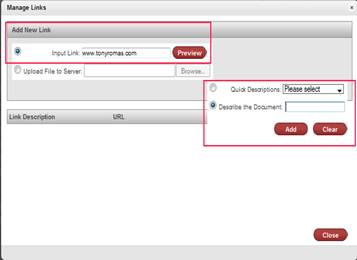 Manage Links
×
Add New Link
Input Link: www.tonyromas.com Preview
Upload File to Server: Browse..
Quick Descriptions: Please select
Describe the Document:
Add Clear
Link Description URL
Close